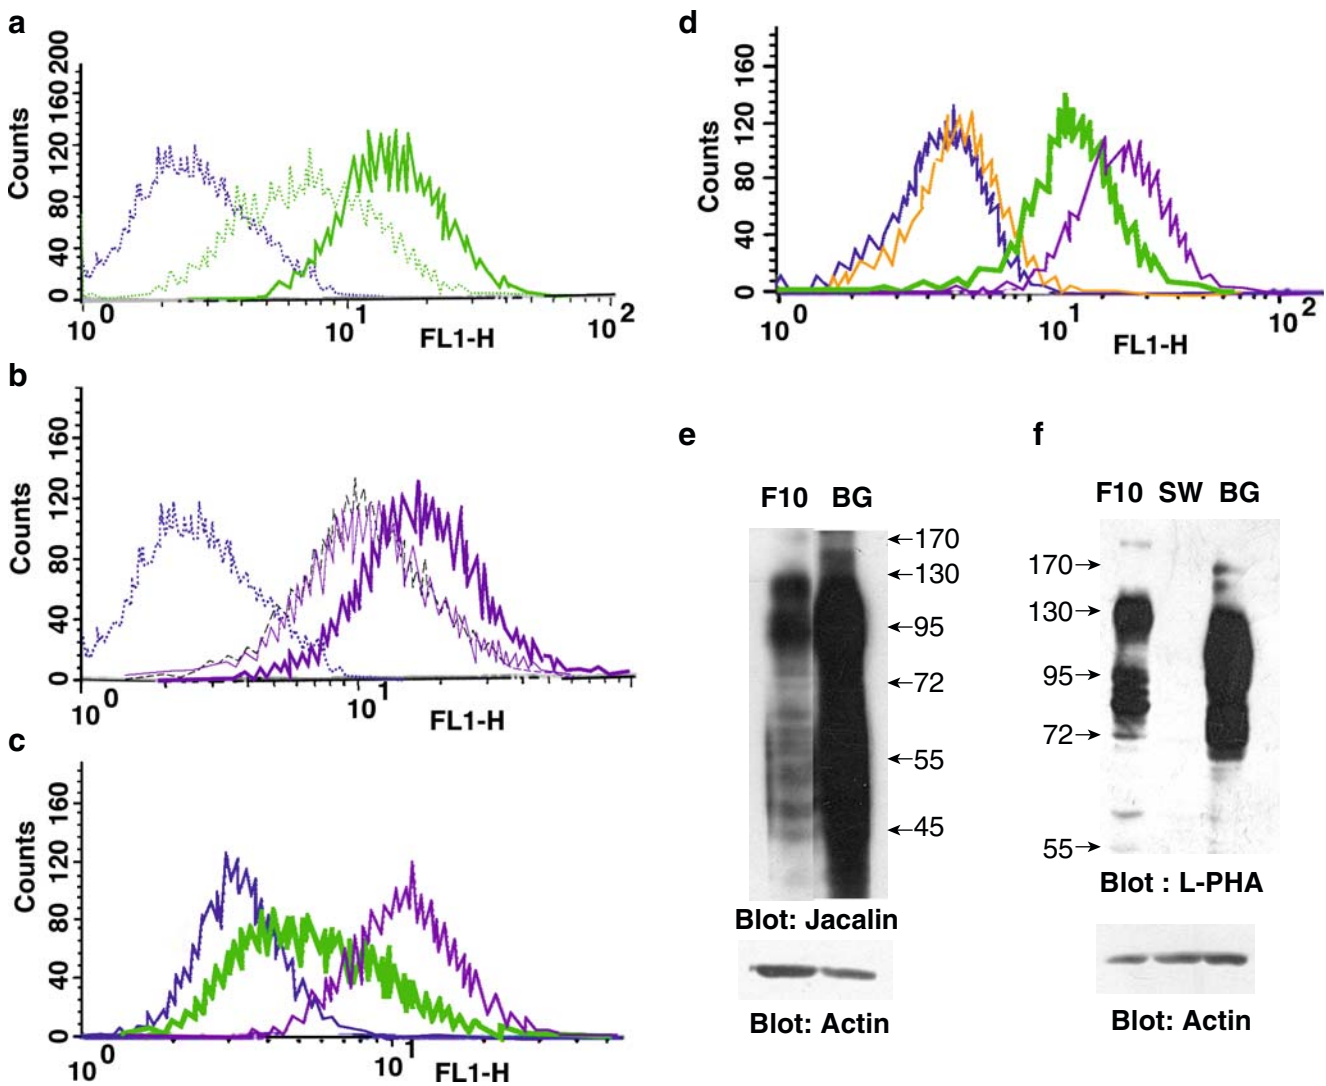 a
Counts
0 40 80 120 160 200
10^0 10^1 10^2
FL1-H
b
Counts
0 40 80 120 160
10^0 10^1
FL1-H
c
Counts
0 40 80 120 160
10^0 10^1
FL1-H
d
Counts
0 40 80 120 160
10^0 10^1 10^2
FL1-H
e
F10 BG
←170
←130
←95
←72
←55
←45
Blot: Jacalin
Blot: Actin
f
F10 SW BG
170→
130→
95→
72→
55→
Blot : L-PHA
Blot: Actin